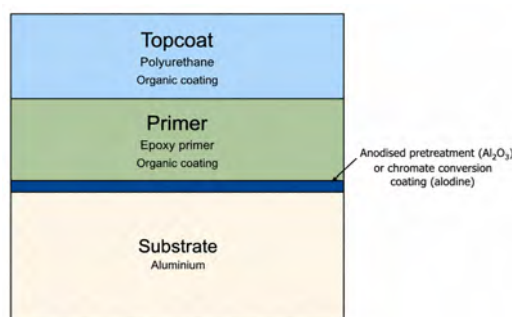 Topcoat
Polyurethane
Organic coating
Primer
Epoxy primer
Organic coating
Anodised pretreatment (Al₂O₃)
or chromate conversion
coating (alodine)
Substrate
Aluminium